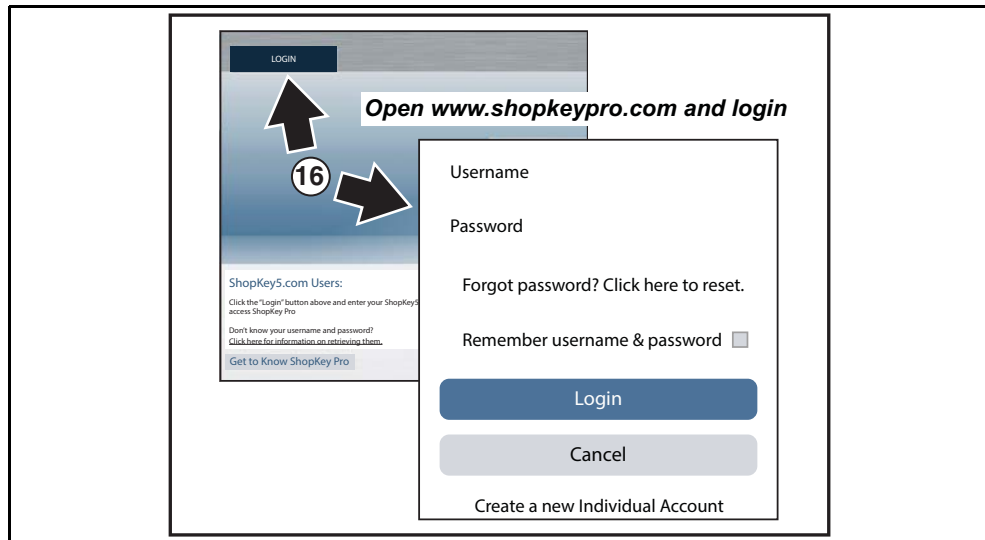 LOGIN
Open www.shopkeypro.com and login
16
Username
Password
Forgot password? Click here to reset.
Remember username & password
Login
Cancel
Create a new Individual Account
ShopKey5.com Users:
Click the "Login" button above and enter your ShopKey5
access ShopKey Pro
Don't know your username and password?
Click here for information on retrieving them.
Get to Know ShopKey Pro